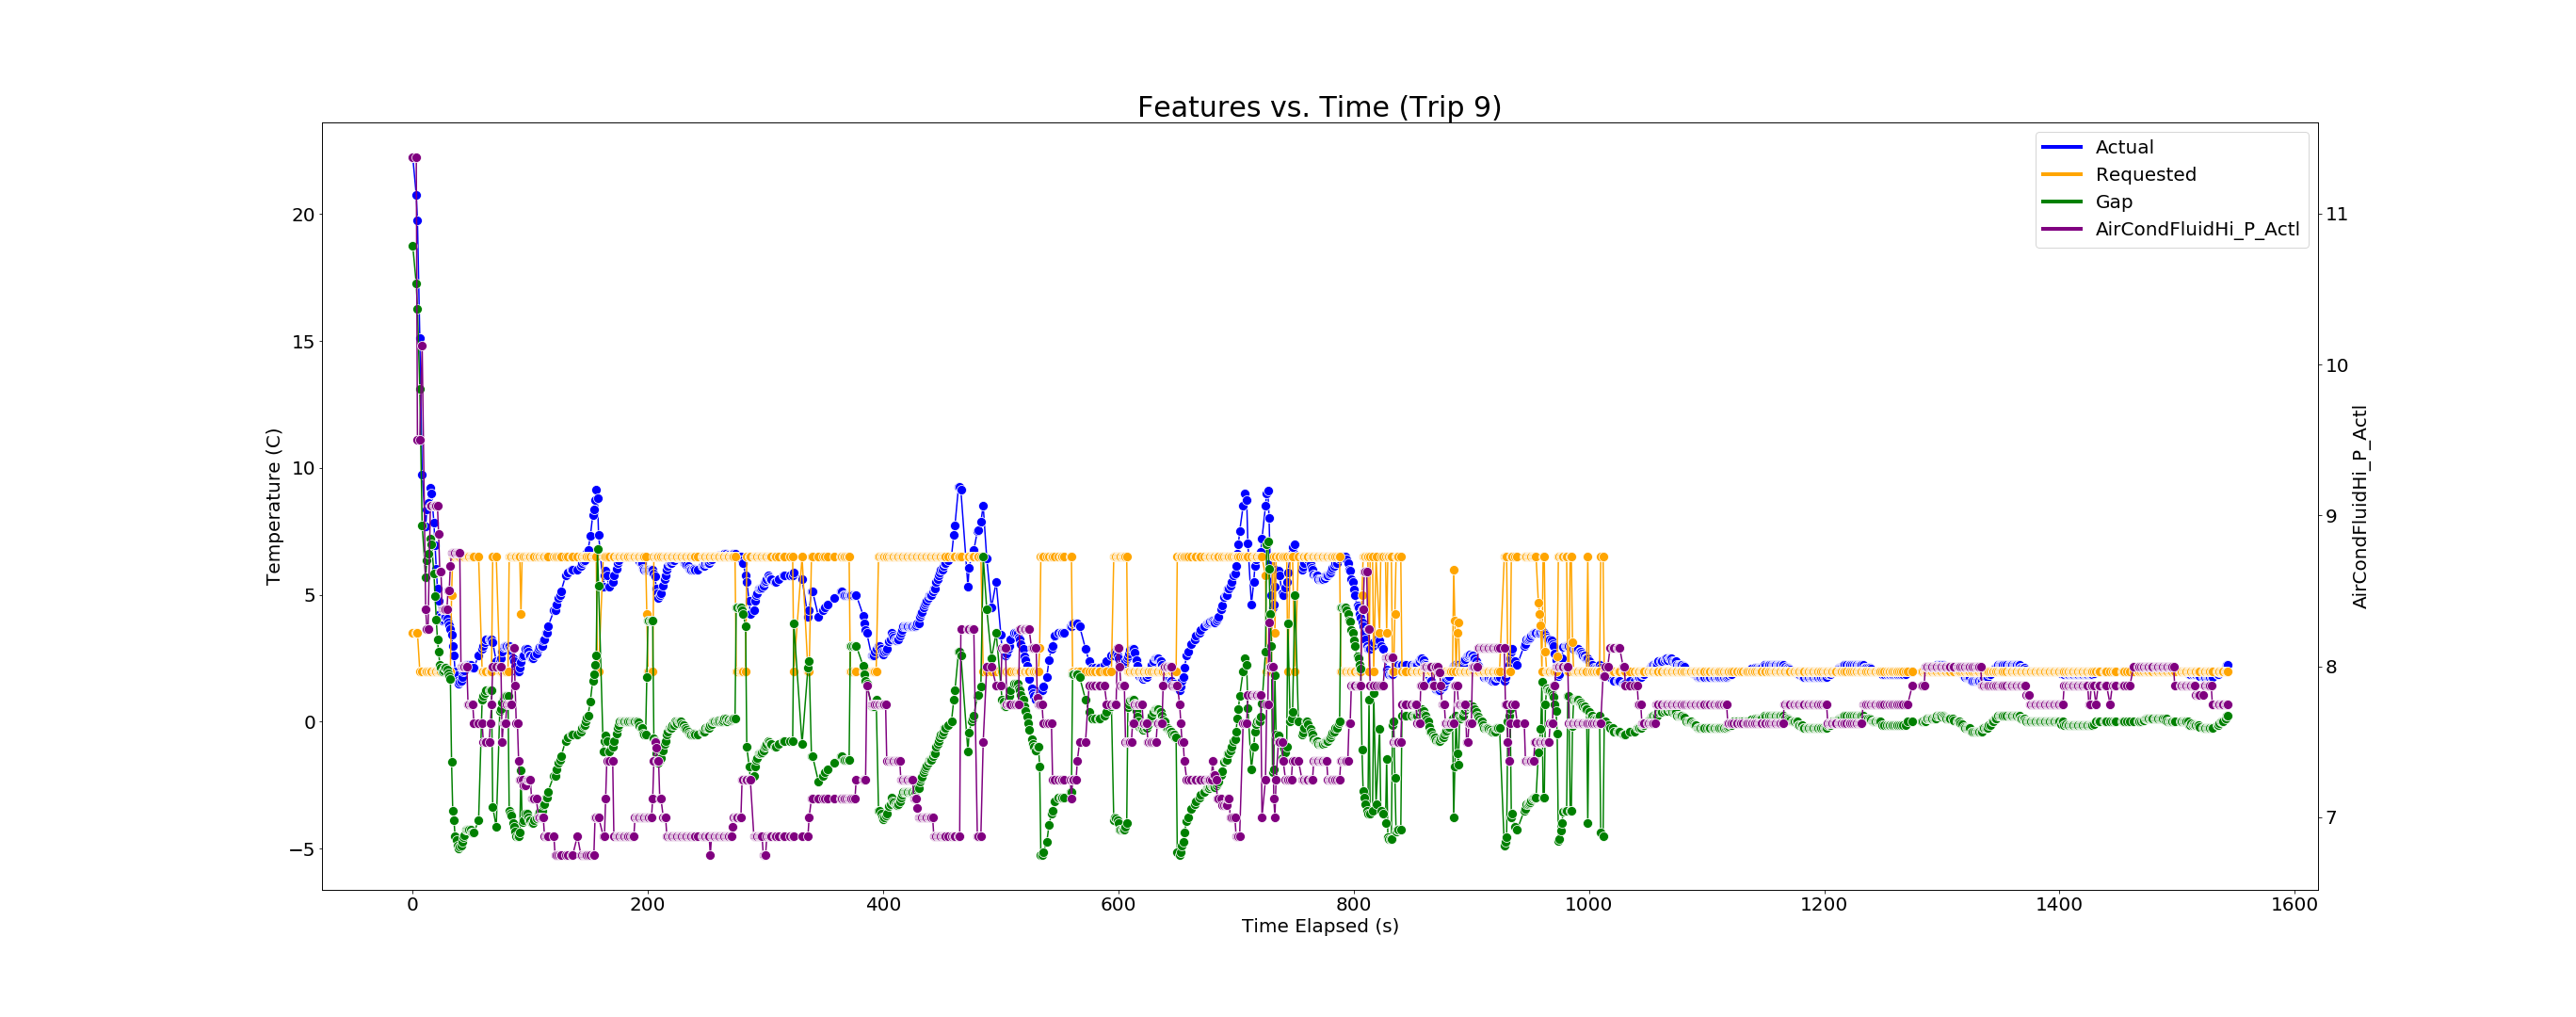 Features vs. Time (Trip 9)
Actual
Requested
Gap
AirCondFluidHi_P_Actl
Temperature (C)
20
15
10
5
0
−5
11
10
9
8
7
AirCondFluidHi_P_Actl
0 200 400 600 800 1000 1200 1400 1600
Time Elapsed (s)